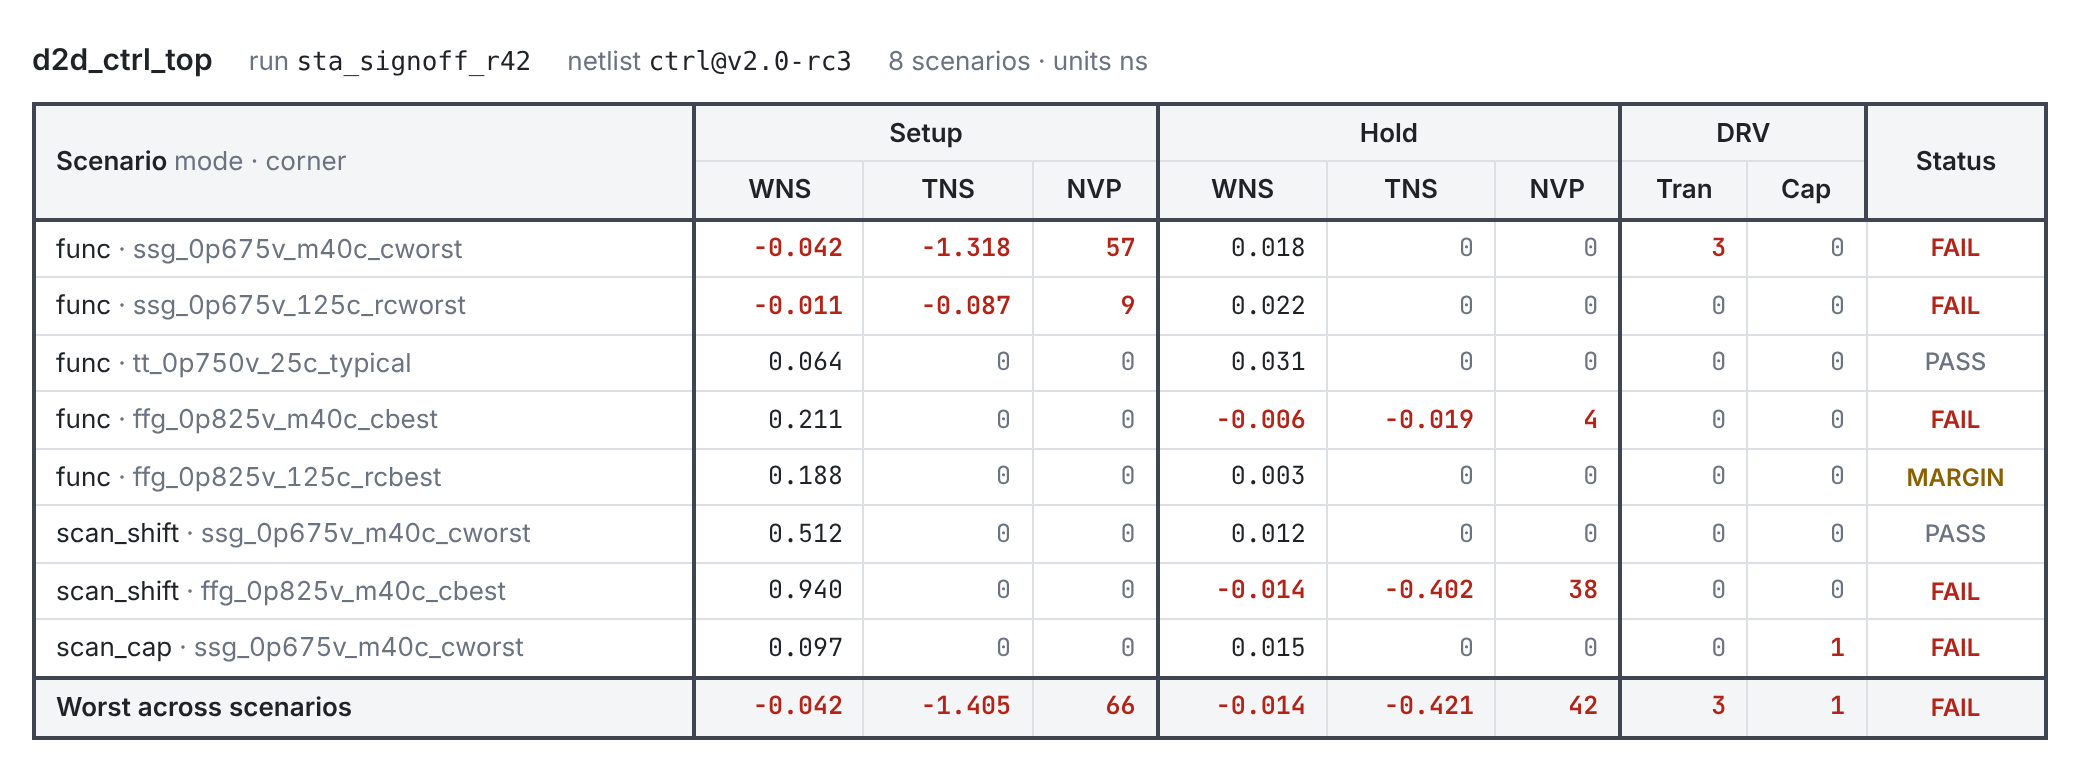 d2d_ctrl_top run sta_signoff_r42 netlist ctrl@v2.0-rc3 8 scenarios · units ns
Scenario mode · corner Setup Hold DRV Status
WNS TNS NVP WNS TNS NVP Tran Cap
func · ssg_0p675v_m40c_cworst -0.042 -1.318 57 0.018 0 0 3 0 FAIL
func · ssg_0p675v_125c_rcworst -0.011 -0.087 9 0.022 0 0 0 0 FAIL
func · tt_0p750v_25c_typical 0.064 0 0 0.031 0 0 0 0 PASS
func · ffg_0p825v_m40c_cbest 0.211 0 0 -0.006 -0.019 4 0 0 FAIL
func · ffg_0p825v_125c_rcbest 0.188 0 0 0.003 0 0 0 0 MARGIN
scan_shift · ssg_0p675v_m40c_cworst 0.512 0 0 0.012 0 0 0 0 PASS
scan_shift · ffg_0p825v_m40c_cbest 0.940 0 0 -0.014 -0.402 38 0 0 FAIL
scan_cap · ssg_0p675v_m40c_cworst 0.097 0 0 0.015 0 0 0 1 FAIL
Worst across scenarios -0.042 -1.405 66 -0.014 -0.421 42 3 1 FAIL